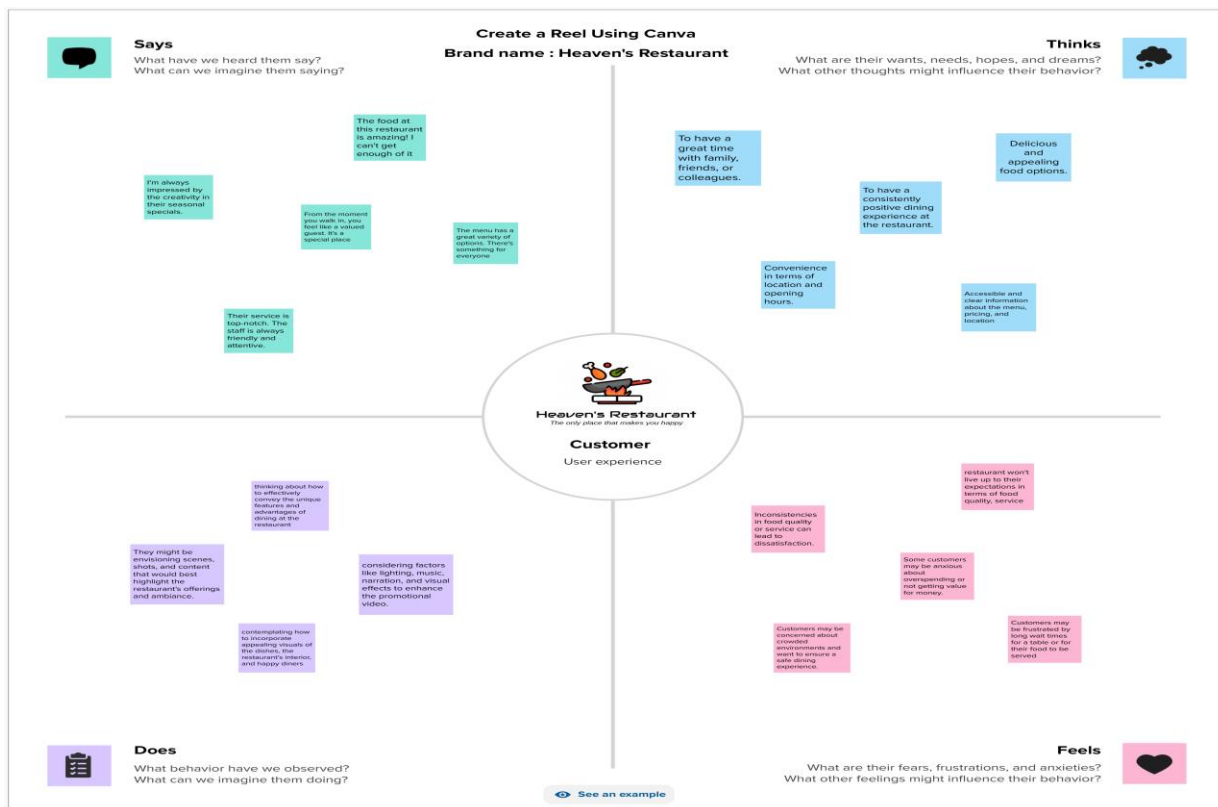 Create a Reel Using Canva
Brand name : Heaven's Restaurant
Says
What have we heard them say?
What can we imagine them saying?
The food at
this restaurant
is amazing! I
can't get
enough of it
I'm always
impressed by
the creativity in
their seasonal
specials.
From the moment
you walk in, you
feel like a valued
guest. It's a
special place
The menu has a
great variety of
options. There's
something for
everyone
Their service is
top-notch. The
staff is always
friendly and
attentive.
Thinks
What are their wants, needs, hopes, and dreams?
What other thoughts might influence their behavior?
To have a
great time
with family,
friends, or
colleagues.
Delicious
and
appealing
food options.
To have a
consistently
positive dining
experience at
the restaurant.
Convenience
in terms of
location and
opening
hours.
Accessible and
clear information
about the menu,
pricing, and
location
Heaven's Restaurant
The only place that makes you happy
Customer
User experience
thinking about how
to effectively
convey the unique
features and
advantages of
dining at the
restaurant
They might be
envisioning scenes,
shots, and content
that would best
highlight the
restaurant's offerings
and ambiance.
considering factors
like lighting, music,
narration, and visual
effects to enhance
the promotional
video.
contemplating how
to incorporate
appealing visuals of
the dishes, the
restaurant's interior,
and happy diners
Does
What behavior have we observed?
What can we imagine them doing?
restaurant won't
live up to their
expectations in
terms of food
quality, service
Inconsistencies
in food quality
or service can
lead to
dissatisfaction.
Some customers
may be anxious
about
overspending or
not getting value
for money.
Customers may be
concerned about
crowded
environments and
want to ensure a
safe dining
experience.
Customers may
be frustrated by
long wait times
for a table or for
their food to be
served
Feels
What are their fears, frustrations, and anxieties?
What other feelings might influence their behavior?
See an example